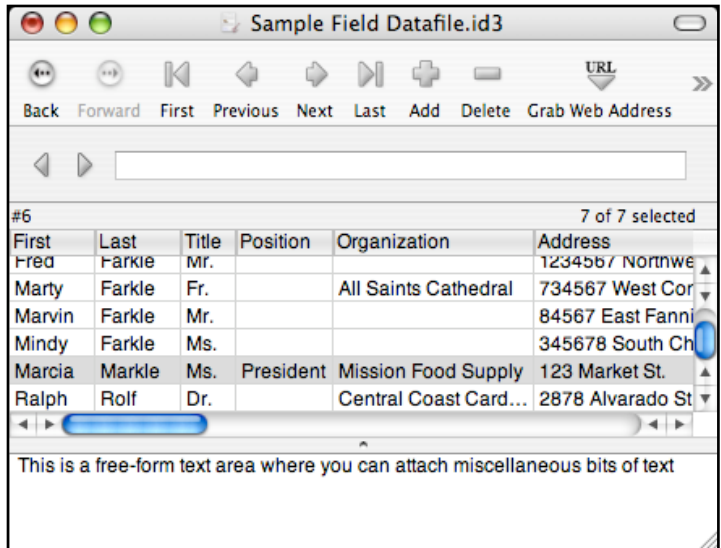 Sample Field Datafile.id3
URL
Back Forward First Previous Next Last Add Delete Grab Web Address
#6 7 of 7 selected
First Last Title Position Organization Address
Fred Farkle Mr. 1234567 Northwe
Marty Farkle Fr. All Saints Cathedral 734567 West Cor
Marvin Farkle Mr. 84567 East Fanni
Mindy Farkle Ms. 345678 South Ch
Marcia Markle Ms. President Mission Food Supply 123 Market St.
Ralph Rolf Dr. Central Coast Card... 2878 Alvarado St
This is a free-form text area where you can attach miscellaneous bits of text